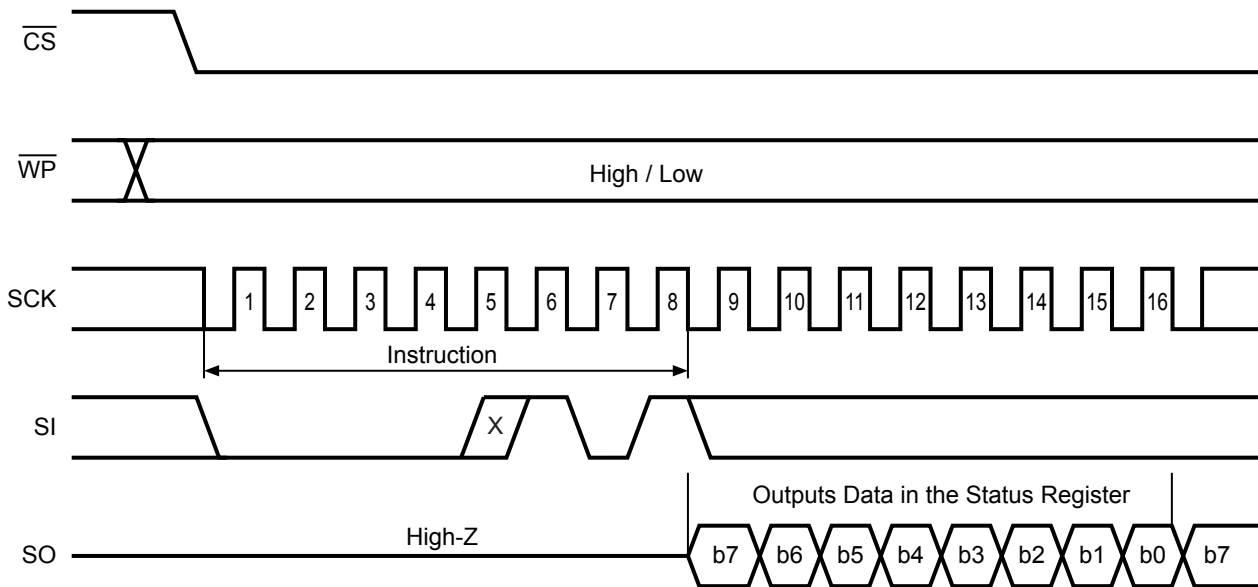 CS
WP
High / Low
SCK
1 2 3 4 5 6 7 8 9 10 11 12 13 14 15 16
Instruction
SI
X
Outputs Data in the Status Register
High-Z
SO
b7 b6 b5 b4 b3 b2 b1 b0 b7